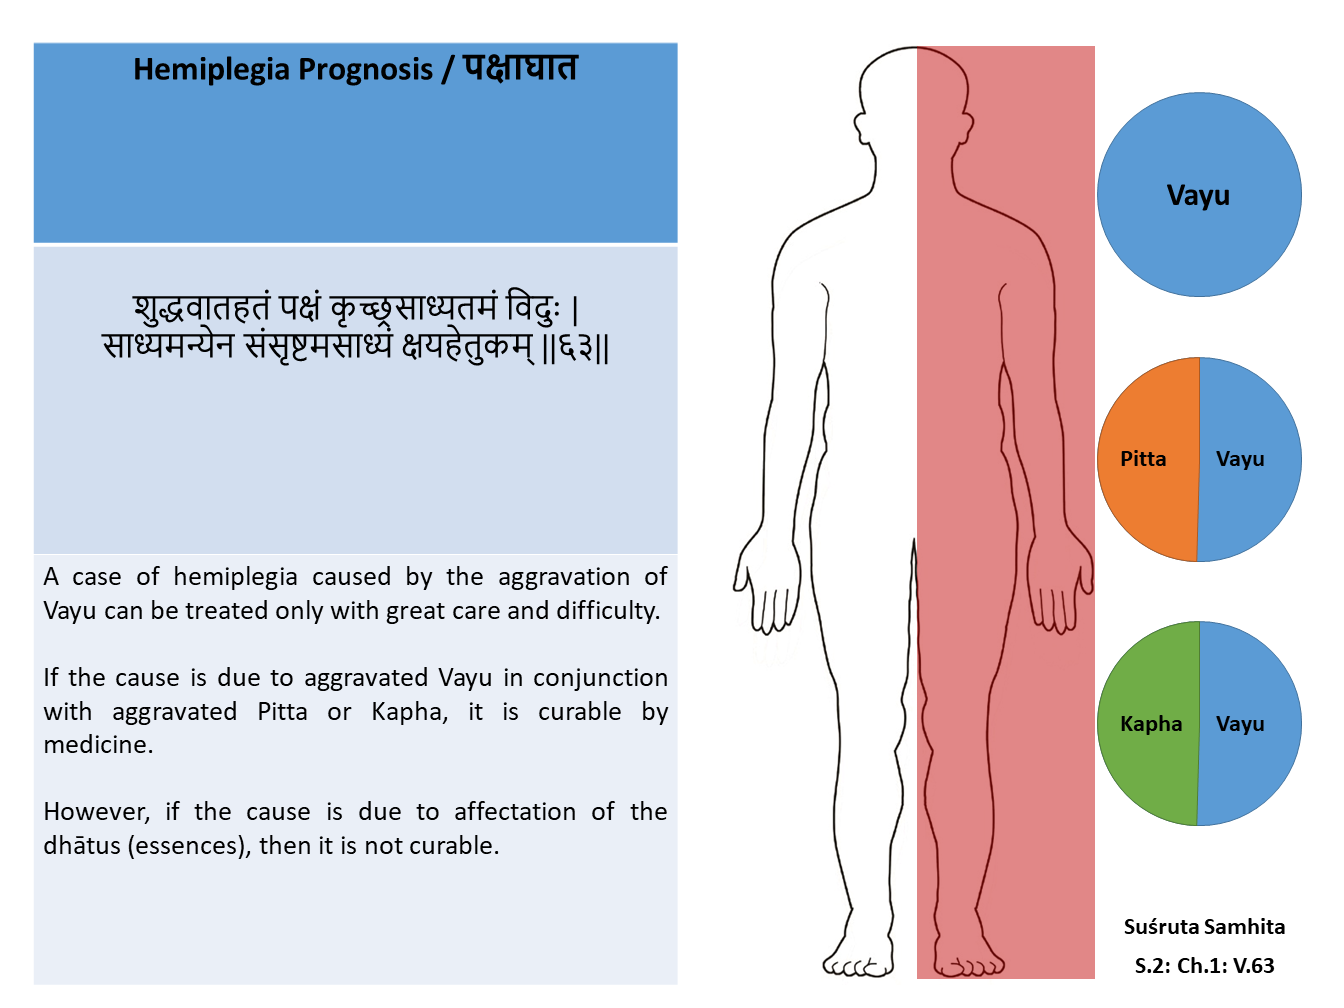 Hemiplegia Prognosis / पक्षाघात
शुद्धवातहतं पक्षं कृच्छ्रसाध्यतमं विदुः |
साध्यमन्येन संसृष्टमसाध्यं क्षयहेतुकम् ||६३||
A case of hemiplegia caused by the aggravation of
Vayu can be treated only with great care and difficulty.
If the cause is due to aggravated Vayu in conjunction
with aggravated Pitta or Kapha, it is curable by
medicine.
However, if the cause is due to affectation of the
dhātus (essences), then it is not curable.
Vayu
Pitta
Vayu
Kapha
Vayu
Suśruta Samhita
S.2: Ch.1: V.63